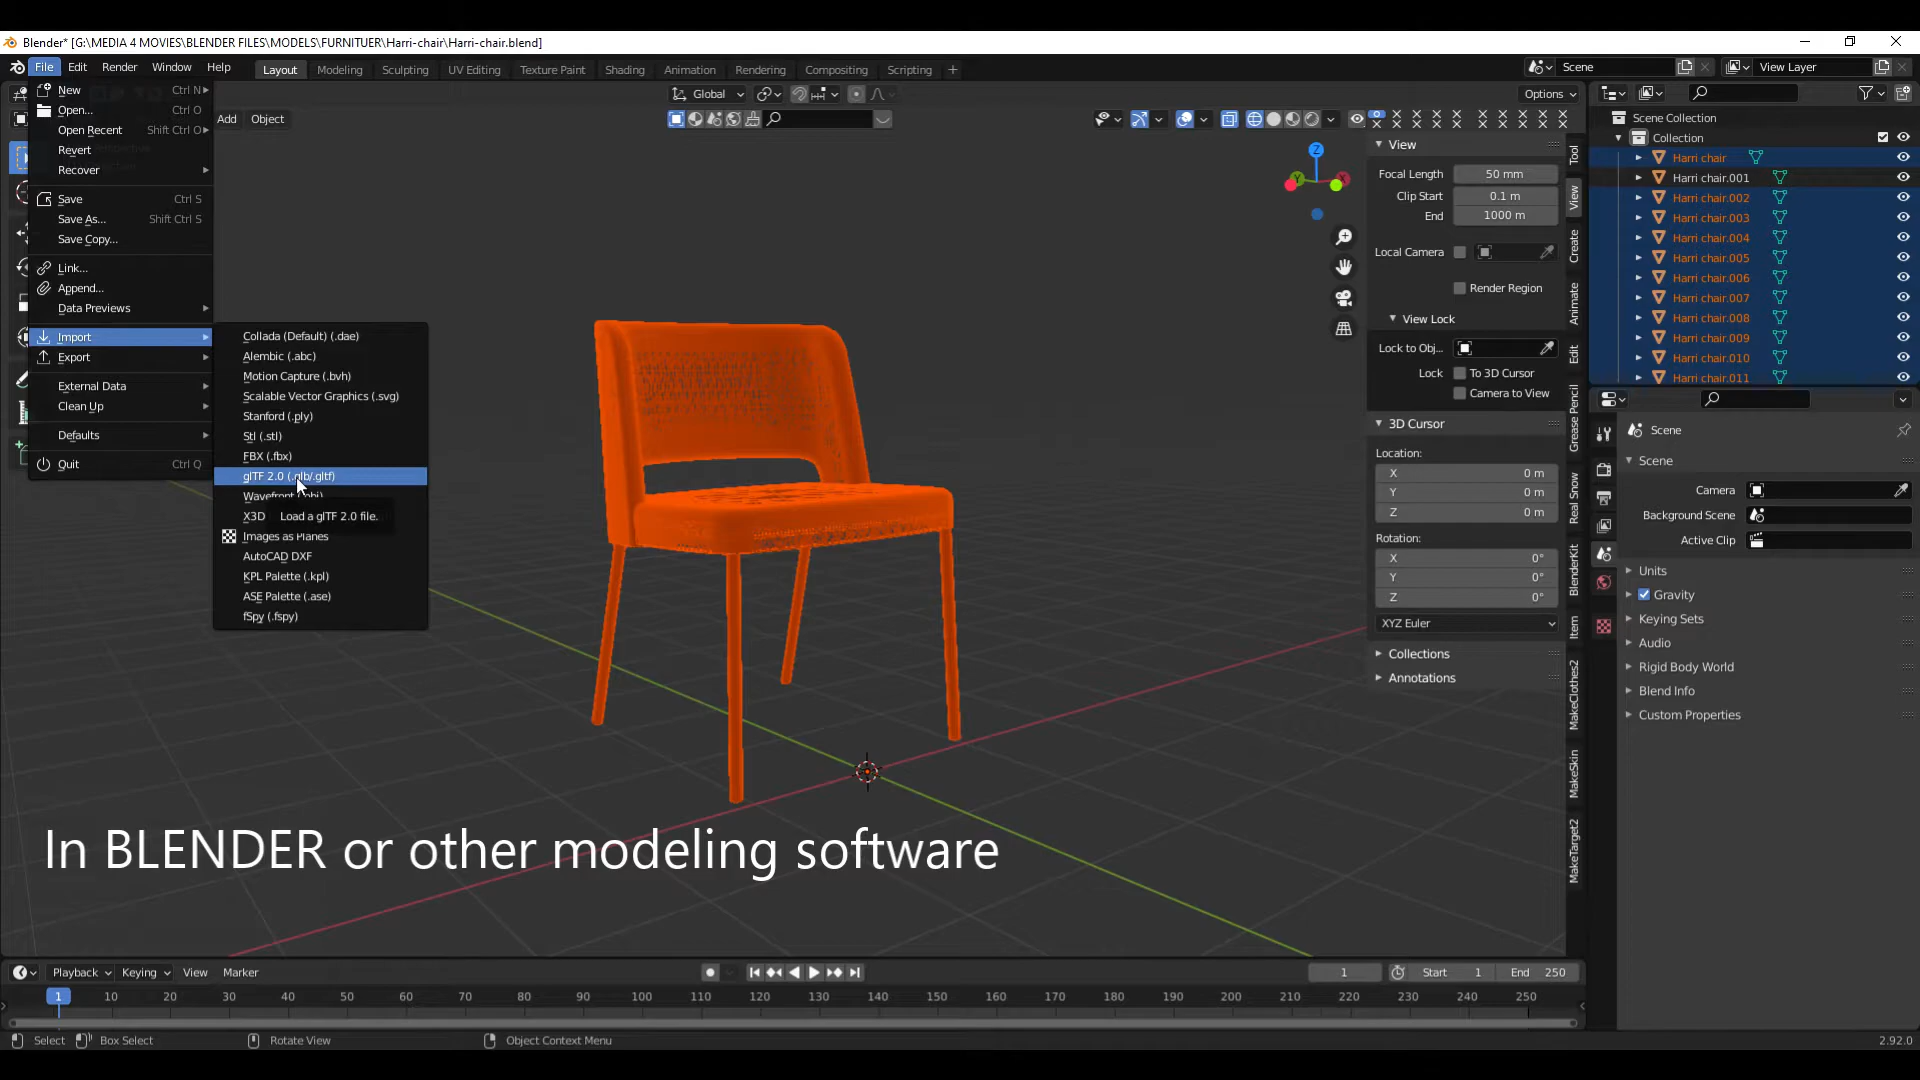 Blender* [G:\MEDIA 4 MOVIES\BLENDER FILES\MODELS\FURNITUER\Harri-chair\Harri-chair.blend]
File Edit Render Window Help Layout Modeling Sculpting UV Editing Texture Paint Shading Animation Rendering Compositing Scripting + Scene View Layer
New Ctrl N
Open... Ctrl O
Open Recent Shift Ctrl O
Revert
Recover
Save Ctrl S
Save As... Shift Ctrl S
Save Copy...
Link...
Append...
Data Previews
Import
Export
External Data
Clean Up
Defaults
Quit Ctrl Q
Collada (Default) (.dae)
Alembic (.abc)
Motion Capture (.bvh)
Scalable Vector Graphics (.svg)
Stanford (.ply)
Stl (.stl)
FBX (.fbx)
glTF 2.0 (.glb/.gltf)
Wavefront (.obj)
X3D
Load a glTF 2.0 file.
Images as Planes
AutoCAD DXF
KPL Palette (.kpl)
ASE Palette (.ase)
fSpy (.fspy)
Add Object
Global
Options
Z
Y
X
View
Focal Length 50 mm
Clip Start 0.1 m
End 1000 m
Local Camera
Render Region
View Lock
Lock to Obj...
Lock To 3D Cursor
Camera to View
3D Cursor
Location:
X 0 m
Y 0 m
Z 0 m
Rotation:
X 0°
Y 0°
Z 0°
XYZ Euler
Collections
Annotations
Tool
View
Create
Animate
Edit
Grease Pencil
Real Snow
BlenderKit
Item
MakeClothes2
MakeSkin
MakeTarget2
Scene Collection
Collection
Harri chair
Harri chair.001
Harri chair.002
Harri chair.003
Harri chair.004
Harri chair.005
Harri chair.006
Harri chair.007
Harri chair.008
Harri chair.009
Harri chair.010
Harri chair.011
Scene
Scene
Camera
Background Scene
Active Clip
Units
Gravity
Keying Sets
Audio
Rigid Body World
Blend Info
Custom Properties
In BLENDER or other modeling software
Playback Keying View Marker 1 Start 1 End 250
1 10 20 30 40 50 60 70 80 90 100 110 120 130 140 150 160 170 180 190 200 210 220 230 240 250
Select Box Select Rotate View Object Context Menu 2.92.0